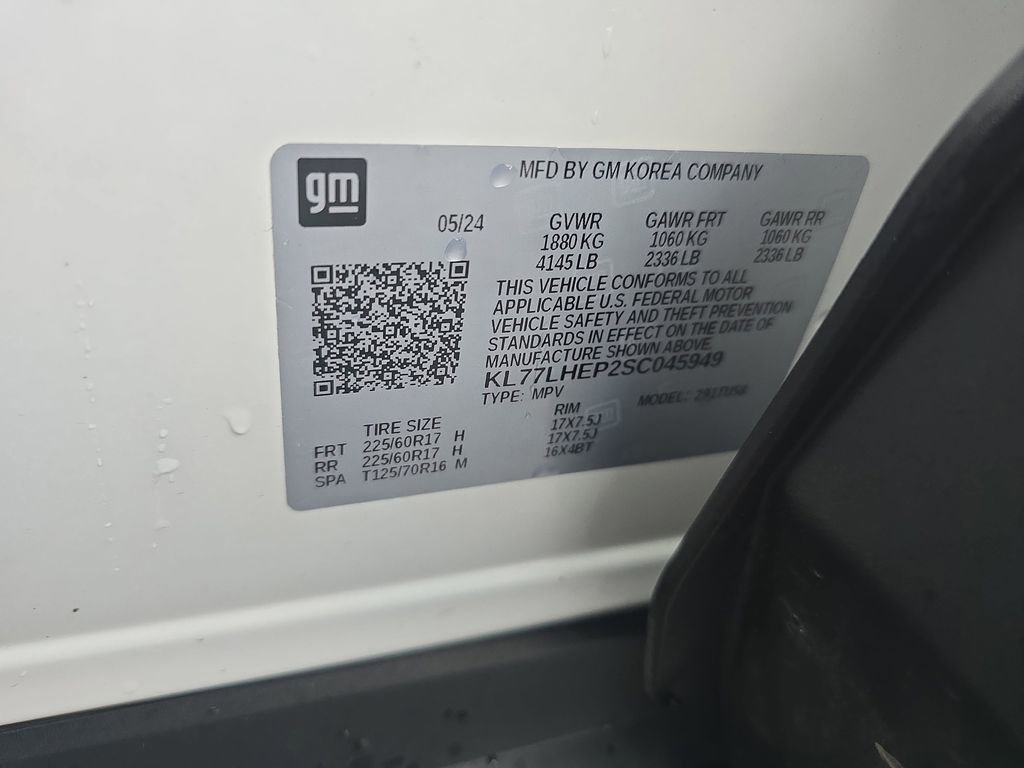 gm
MFD BY GM KOREA COMPANY
05/24
GVWR GAWR FRT GAWR RR
1880 KG 1060 KG 1060 KG
4145 LB 2336 LB 2336 LB
THIS VEHICLE CONFORMS TO ALL
APPLICABLE U.S. FEDERAL MOTOR
VEHICLE SAFETY AND THEFT PREVENTION
STANDARDS IN EFFECT ON THE DATE OF
MANUFACTURE SHOWN ABOVE.
KL77LHEP2SC045949
TYPE: MPV MODEL:
TIRE SIZE RIM
FRT 225/60R17 H 17X7.5J
RR 225/60R17 H 17X7.5J
SPA T125/70R16 M 16X4BT